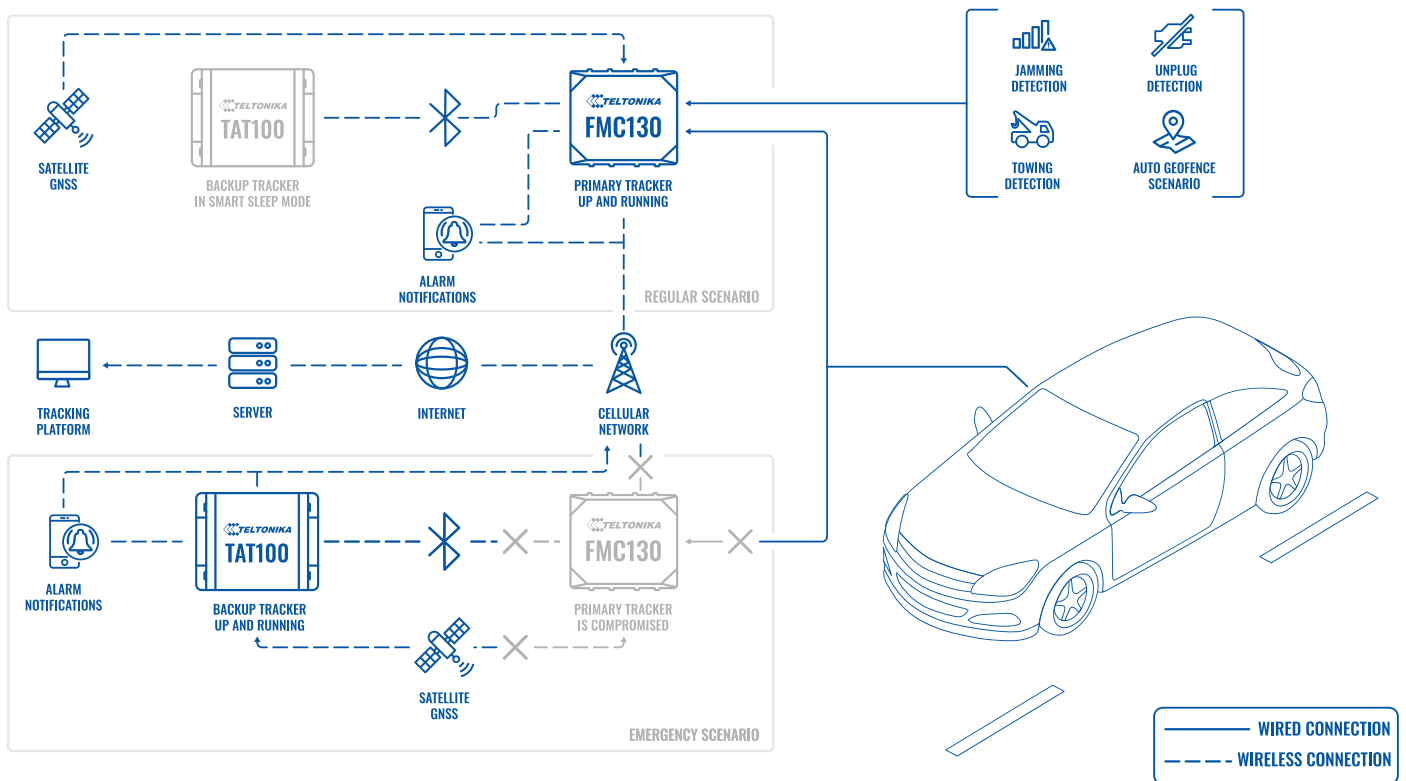 TELTONIKA
TAT100
BACKUP TRACKER
IN SMART SLEEP MODE
SATELLITE
GNSS
TELTONIKA
FMC130
PRIMARY TRACKER
UP AND RUNNING
ALARM
NOTIFICATIONS
REGULAR SCENARIO
JAMMING
DETECTION
UNPLUG
DETECTION
TOWING
DETECTION
AUTO GEOFENCE
SCENARIO
TRACKING
PLATFORM
SERVER
INTERNET
CELLULAR
NETWORK
ALARM
NOTIFICATIONS
TELTONIKA
TAT100
BACKUP TRACKER
UP AND RUNNING
TELTONIKA
FMC130
PRIMARY TRACKER
IS COMPROMISED
SATELLITE
GNSS
EMERGENCY SCENARIO
WIRED CONNECTION
WIRELESS CONNECTION